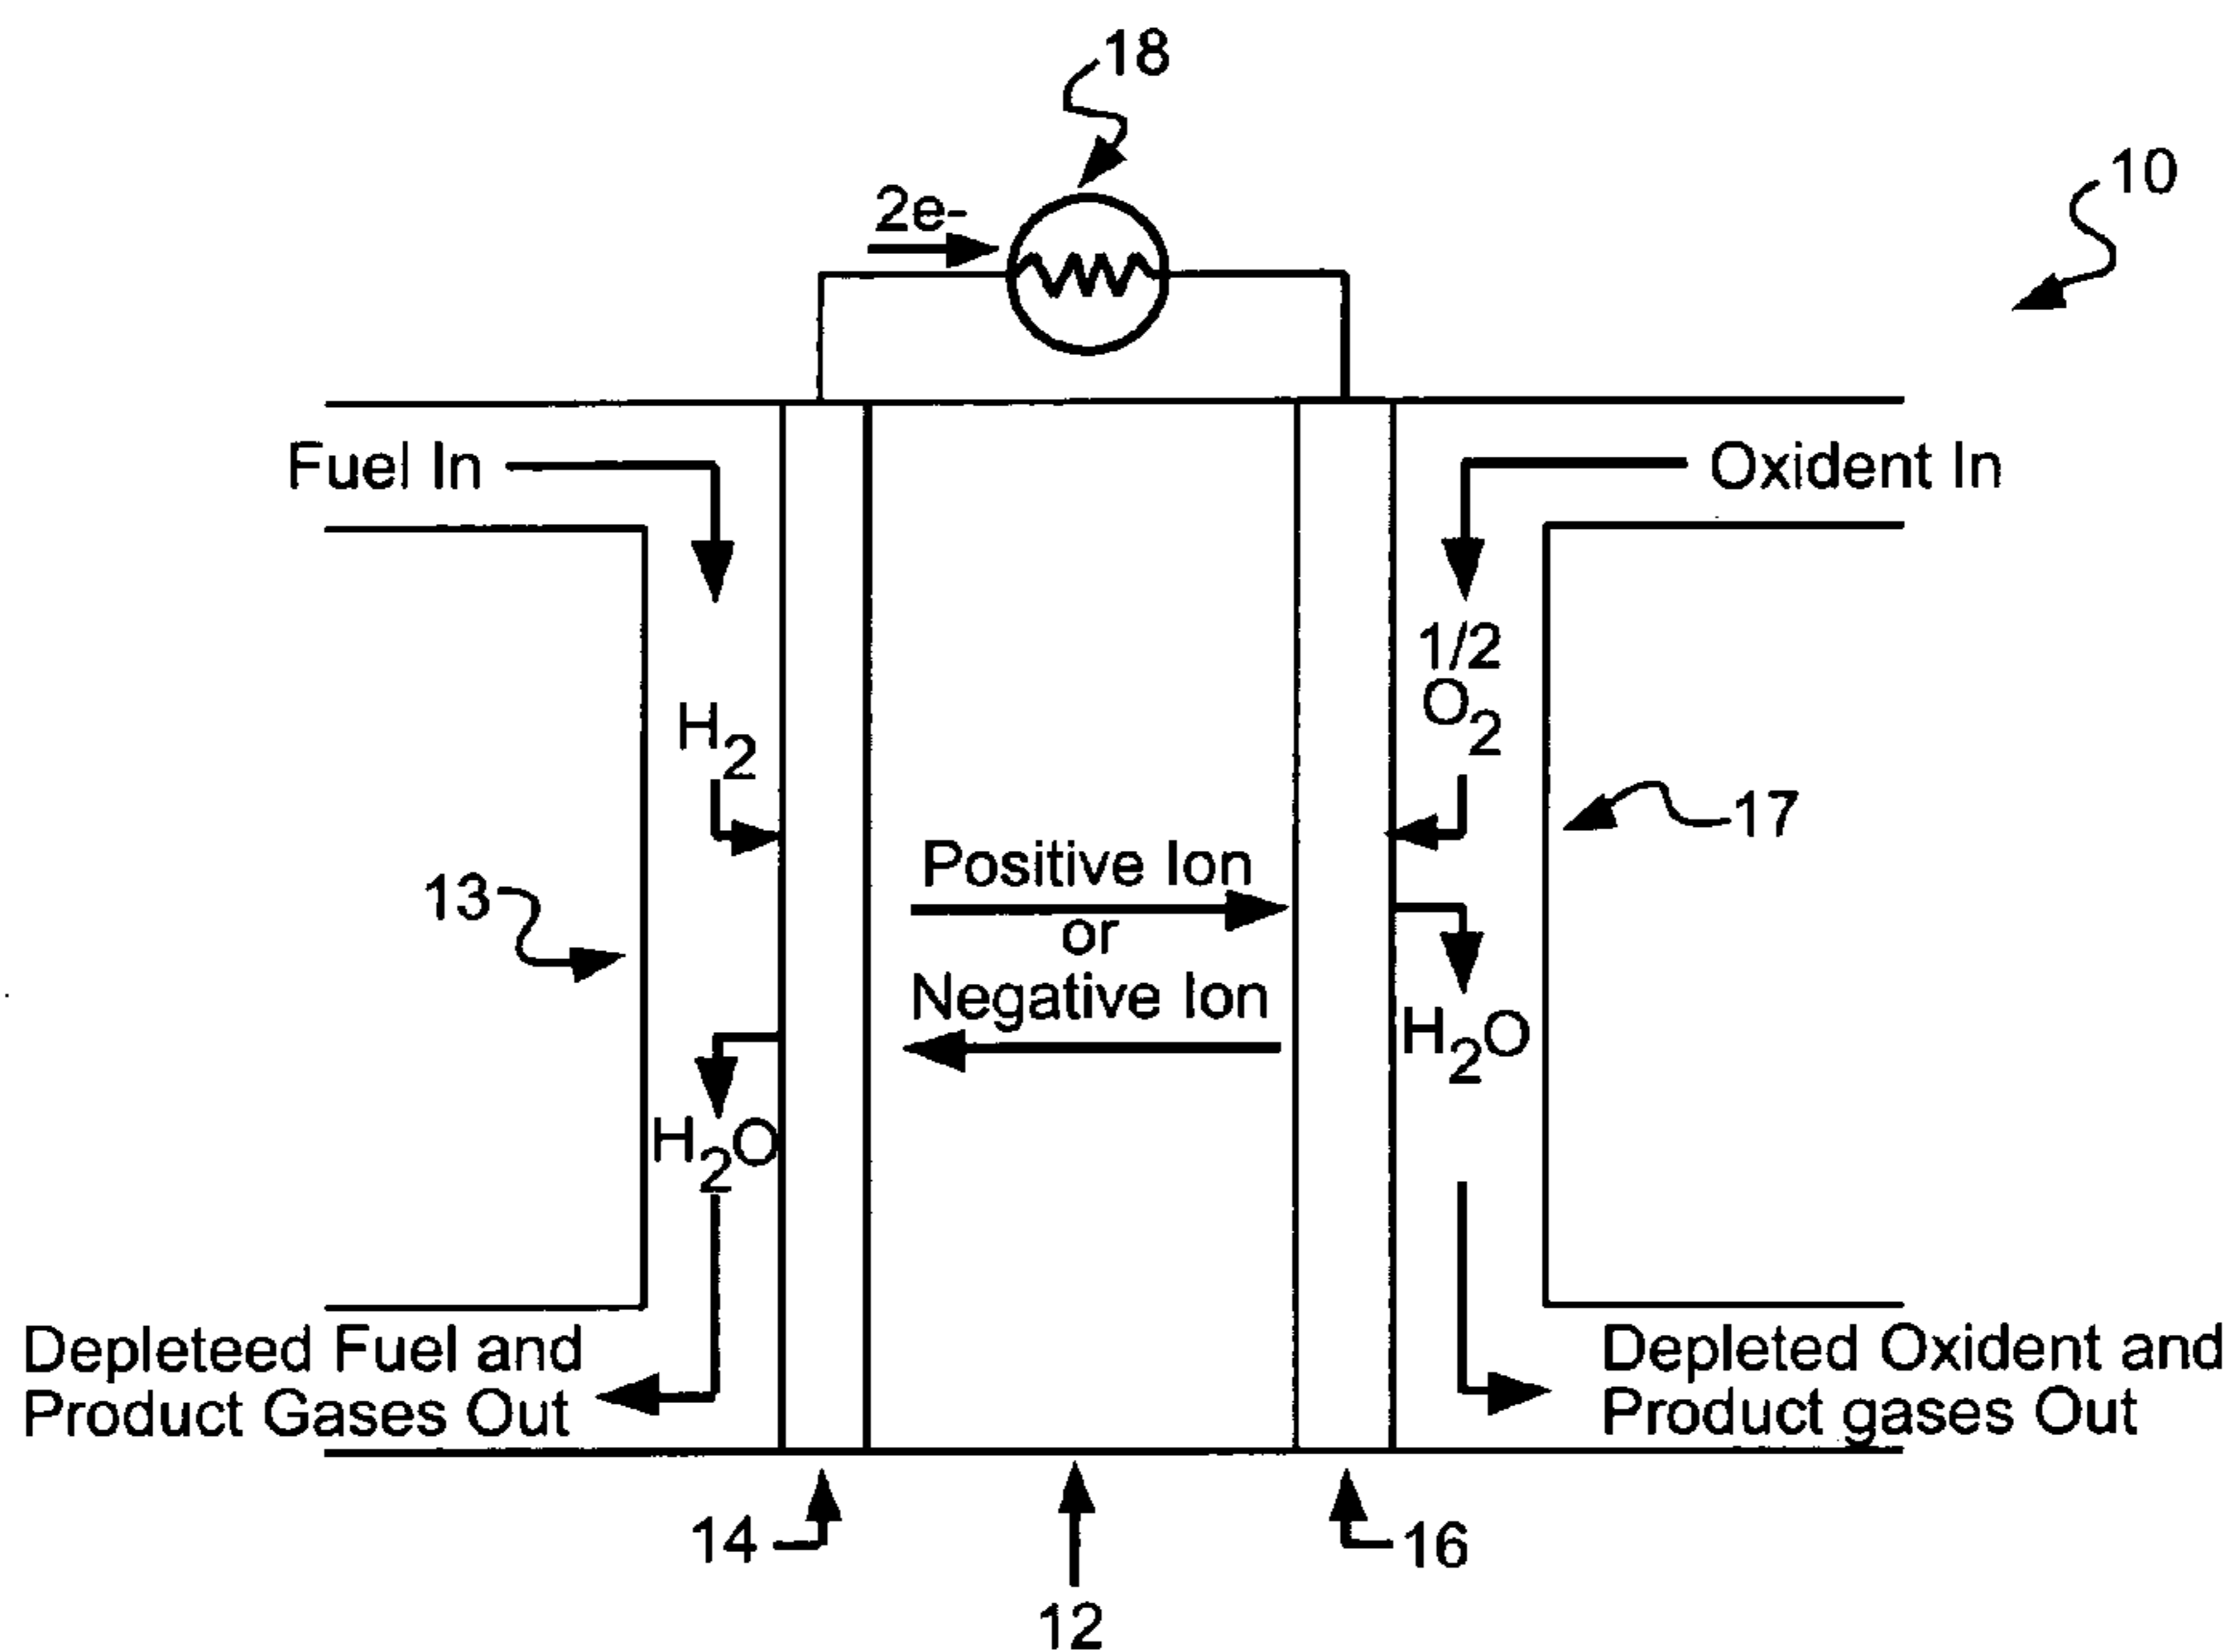 18
10
2e-
Fuel In
Oxident In
1/2
O2
H2
17
Positive Ion
13
or
Negative Ion
H2O
H2O
Depleteed Fuel and
Product Gases Out
Depleted Oxident and
Product gases Out
14
16
12